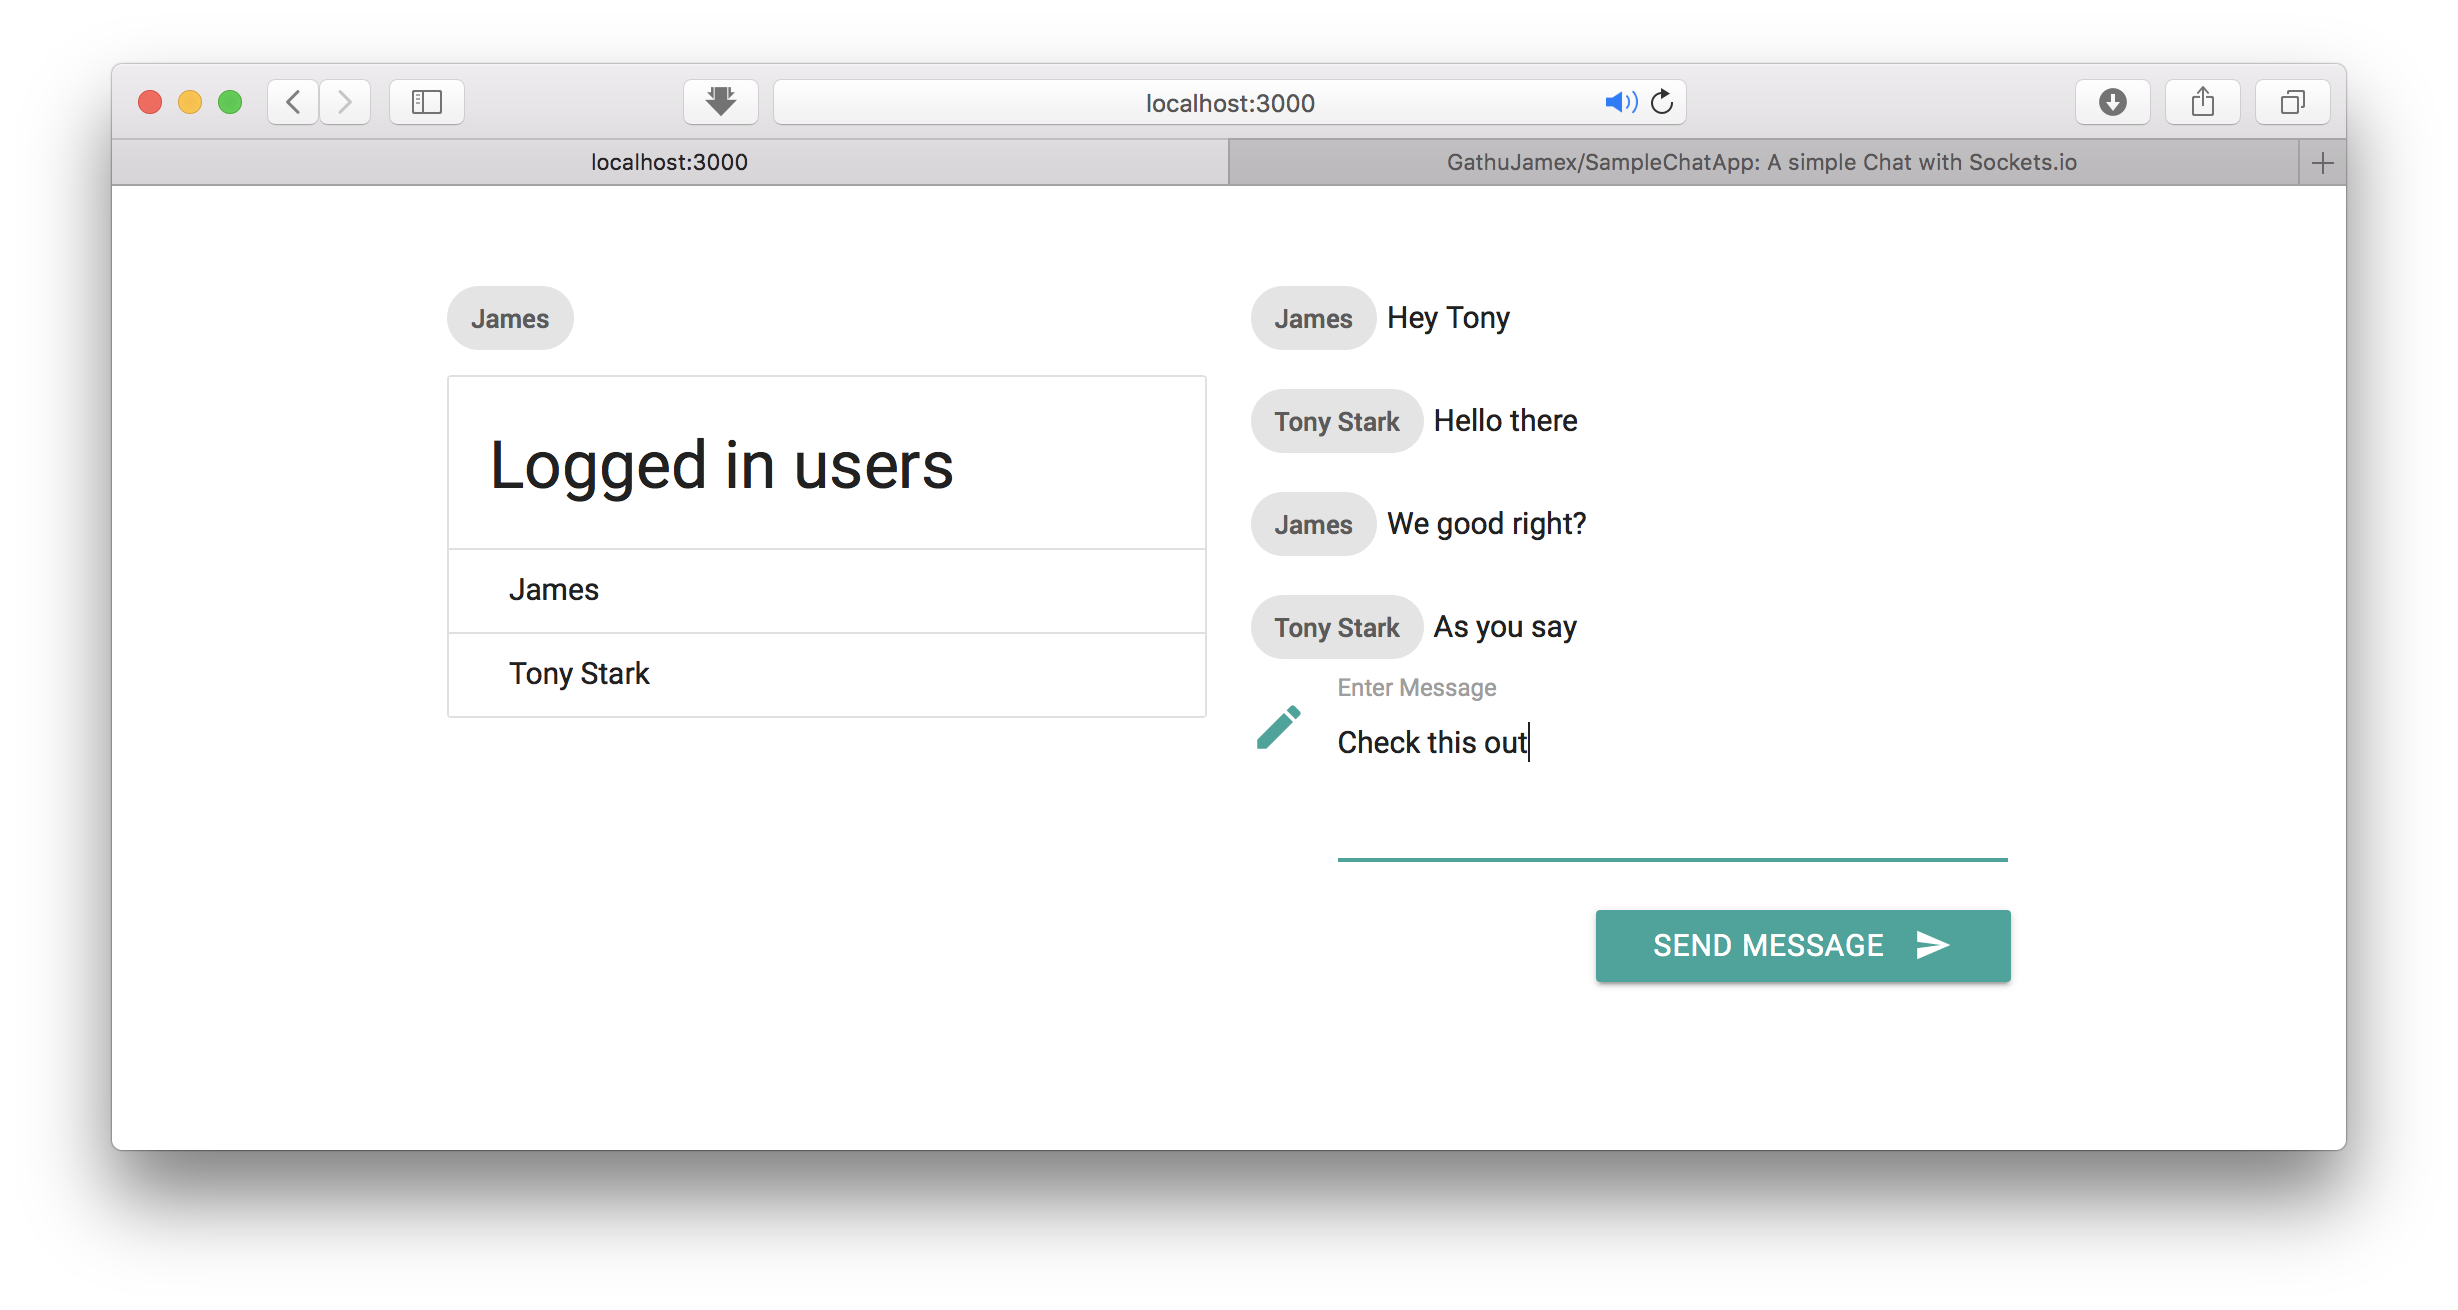 localhost:3000
localhost:3000
GathuJamex/SampleChatApp: A simple Chat with Sockets.io
James
Logged in users
James
Tony Stark
James Hey Tony
Tony Stark Hello there
James We good right?
Tony Stark As you say
Enter Message
Check this out
SEND MESSAGE